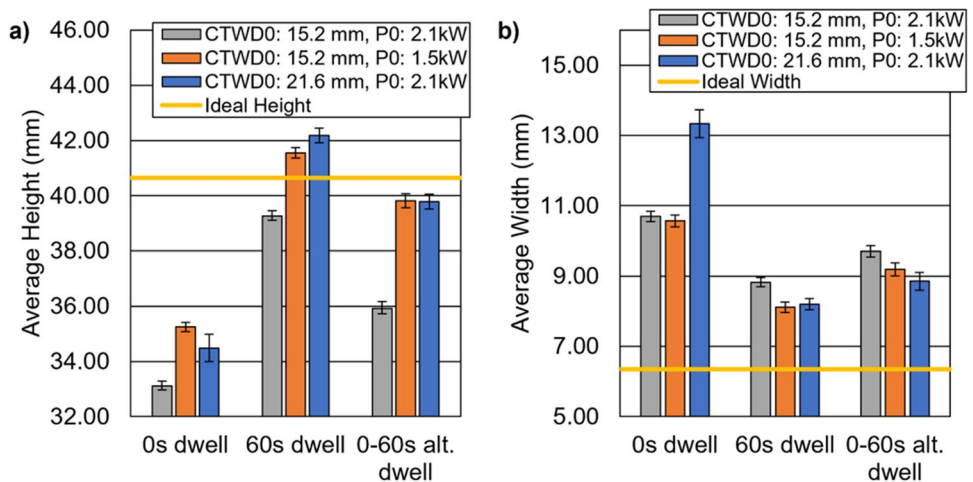 a)
46.00
44.00
42.00
40.00
38.00
36.00
34.00
32.00
Average Height (mm)
CTWD0: 15.2 mm, P0: 2.1kW
CTWD0: 15.2 mm, P0: 1.5kW
CTWD0: 21.6 mm, P0: 2.1kW
Ideal Height
0s dwell
60s dwell
0-60s alt.
dwell
b)
15.00
13.00
11.00
9.00
7.00
5.00
Average Width (mm)
CTWD0: 15.2 mm, P0: 2.1kW
CTWD0: 15.2 mm, P0: 1.5kW
CTWD0: 21.6 mm, P0: 2.1kW
Ideal Width
0s dwell
60s dwell
0-60s alt.
dwell